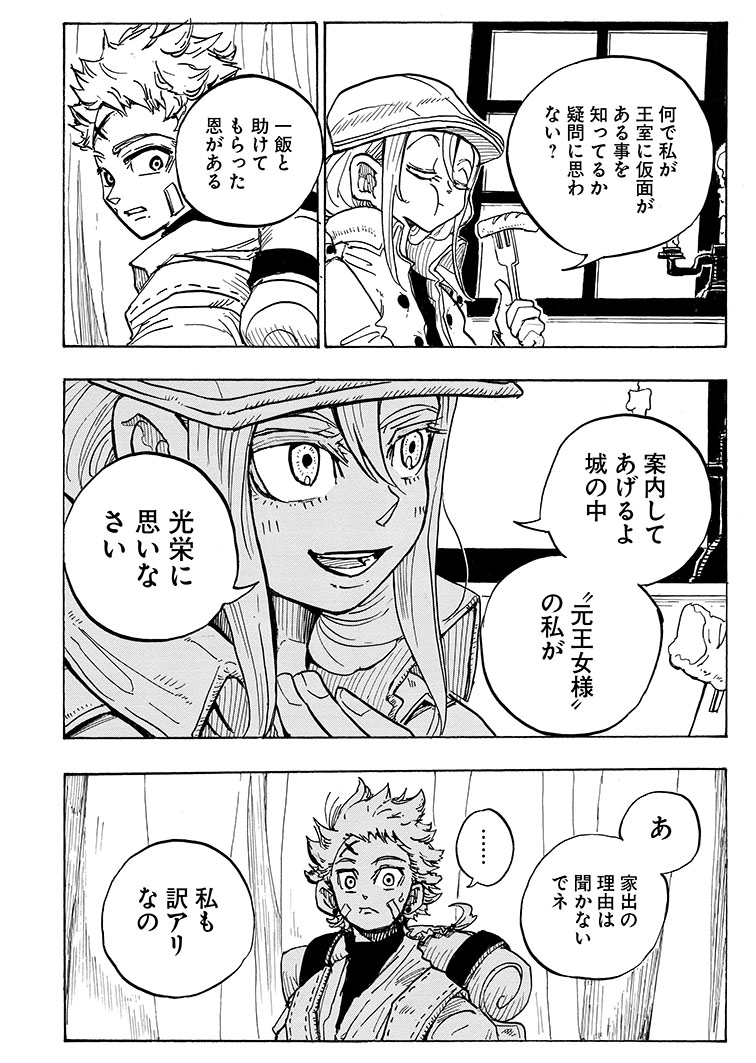 何で私が
王室に仮面が
ある事を
知ってるか
疑問に思わ
ない？
一飯と
助けて
もらった
恩がある
案内して
あげるよ
城の中
〝元王女様〟
の私が
光栄に
思いな
さい
あ
家出の
理由は
聞かない
でネ
……
私も
訳アリ
なの